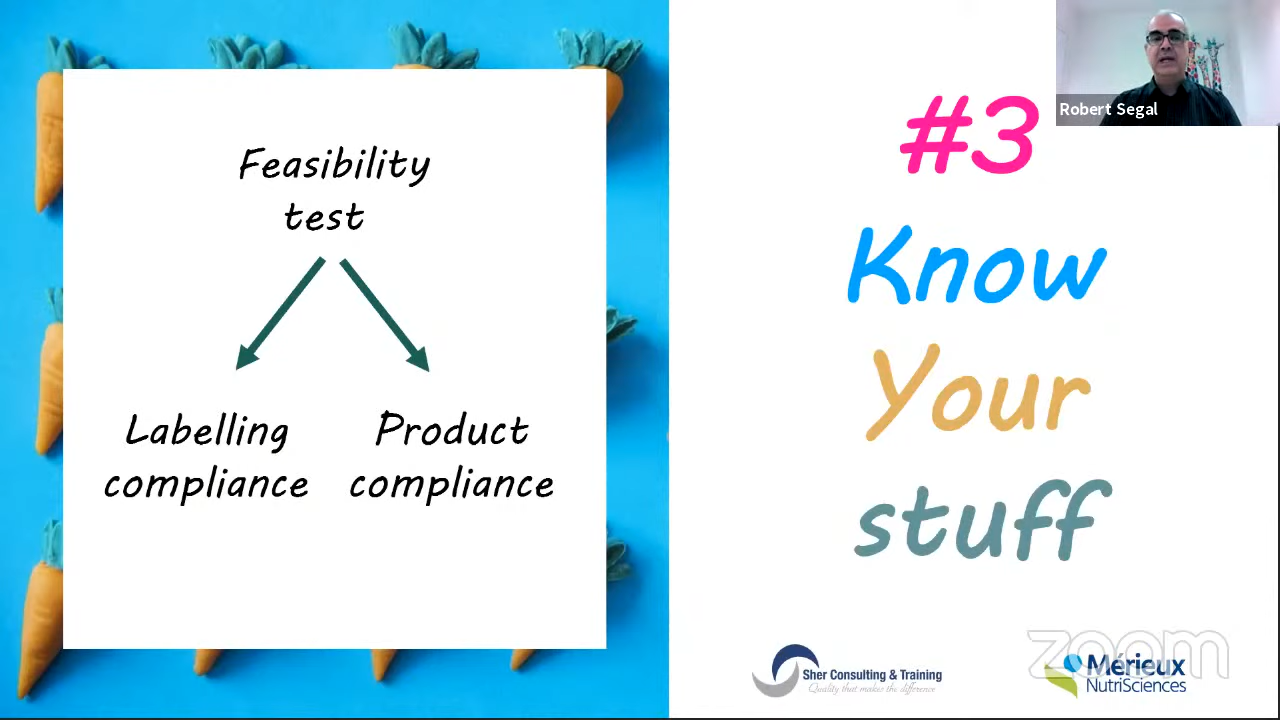 Feasibility
test
Labelling
compliance
Product
compliance
#3
Know
Your
stuff
Robert Segal
Sher Consulting & Training
Quality that makes the difference
zoom
Mérieux
NutriSciences